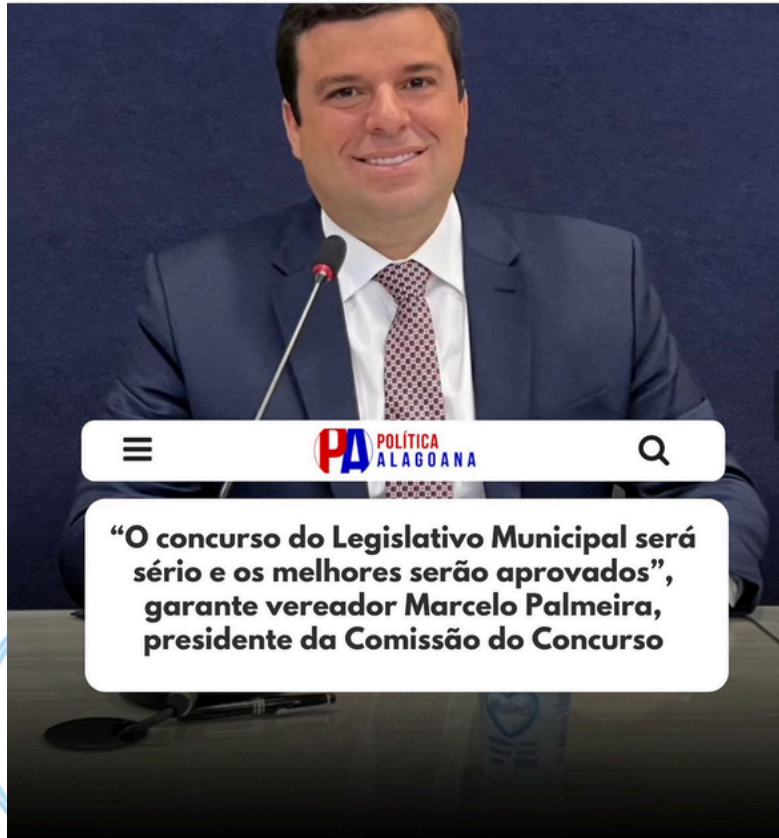 PA POLÍTICA
ALAGOANA
“O concurso do Legislativo Municipal será
sério e os melhores serão aprovados”,
garante vereador Marcelo Palmeira,
presidente da Comissão do Concurso